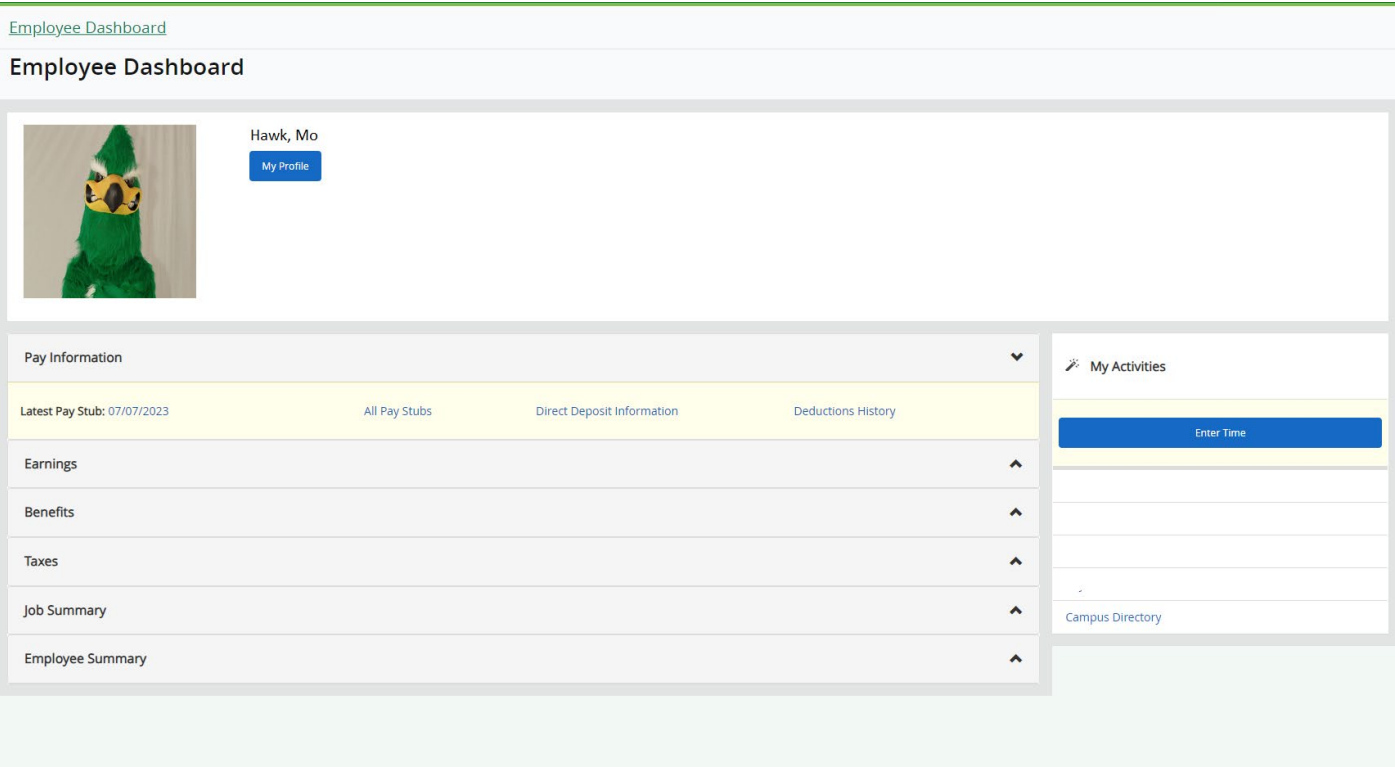 Employee Dashboard
Employee Dashboard
Hawk, Mo
My Profile
Pay Information
Latest Pay Stub: 07/07/2023 All Pay Stubs Direct Deposit Information Deductions History
Earnings
Benefits
Taxes
Job Summary
Employee Summary
My Activities
Enter Time
Campus Directory